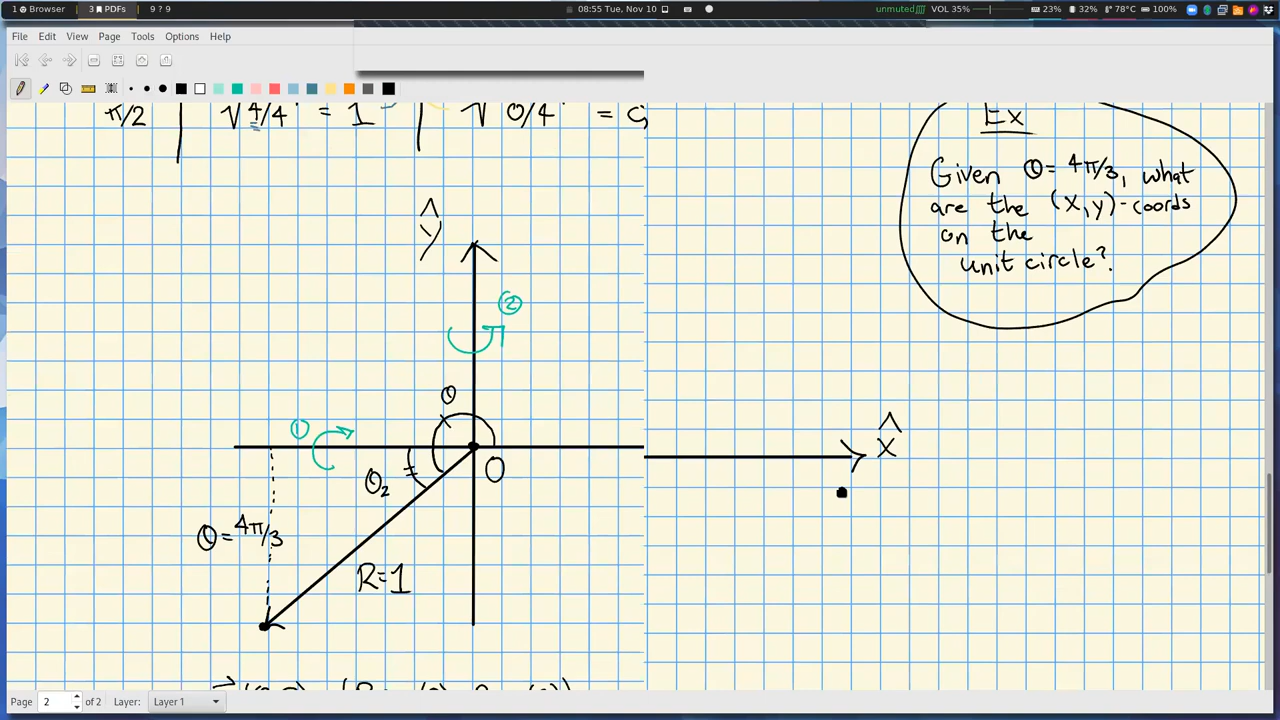 1 Browser 3 PDFs 9 ? 9 08:55 Tue, Nov 10 unmuted VOL 35% 23% 32% 78°C 100%
File Edit View Page Tools Options Help
π/2 √4/4 = 1 √0/4 =
Ex
Given θ = 4π/3, what
are the (x,y)-coords
on the
unit circle?
ŷ
②
θ
①
x̂
θ₂
O
θ = 4π/3
R=1
Page 2 of 2 Layer: Layer 1